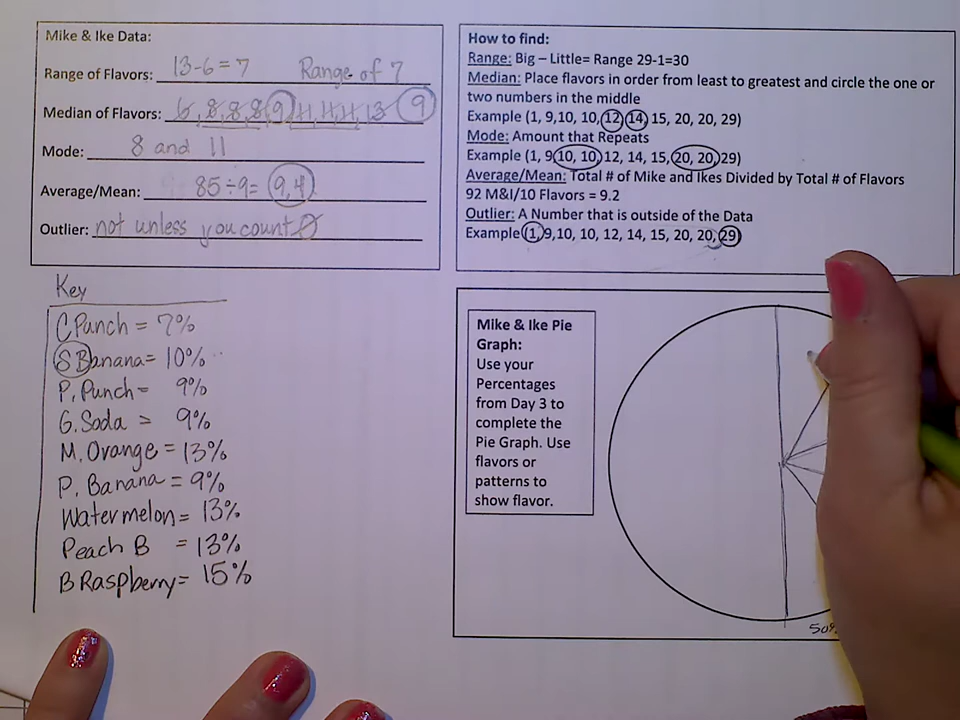 Mike & Ike Data:
Range of Flavors: 13-6=7 Range of 7
Median of Flavors: 6,8,8,8,9,11,11,11,13 9
Mode: 8 and 11
Average/Mean: 85÷9= 9,4
Outlier: not unless you count 0
How to find:
Range: Big – Little= Range 29-1=30
Median: Place flavors in order from least to greatest and circle the one or
two numbers in the middle
Example (1, 9,10, 10, 12, 14, 15, 20, 20, 29)
Mode: Amount that Repeats
Example (1, 9, 10, 10, 12, 14, 15, 20, 20, 29)
Average/Mean: Total # of Mike and Ikes Divided by Total # of Flavors
92 M&I/10 Flavors = 9.2
Outlier: A Number that is outside of the Data
Example (1, 9,10, 10, 12, 14, 15, 20, 20, 29)
Key
C Punch = 7%
S Banana= 10%
P. Punch= 9%
G. Soda = 9%
M. Orange = 13%
P. Banana = 9%
Watermelon= 13%
Peach B = 13%
B Raspberry= 15%
Mike & Ike Pie
Graph:
Use your
Percentages
from Day 3 to
complete the
Pie Graph. Use
flavors or
patterns to
show flavor.
50%